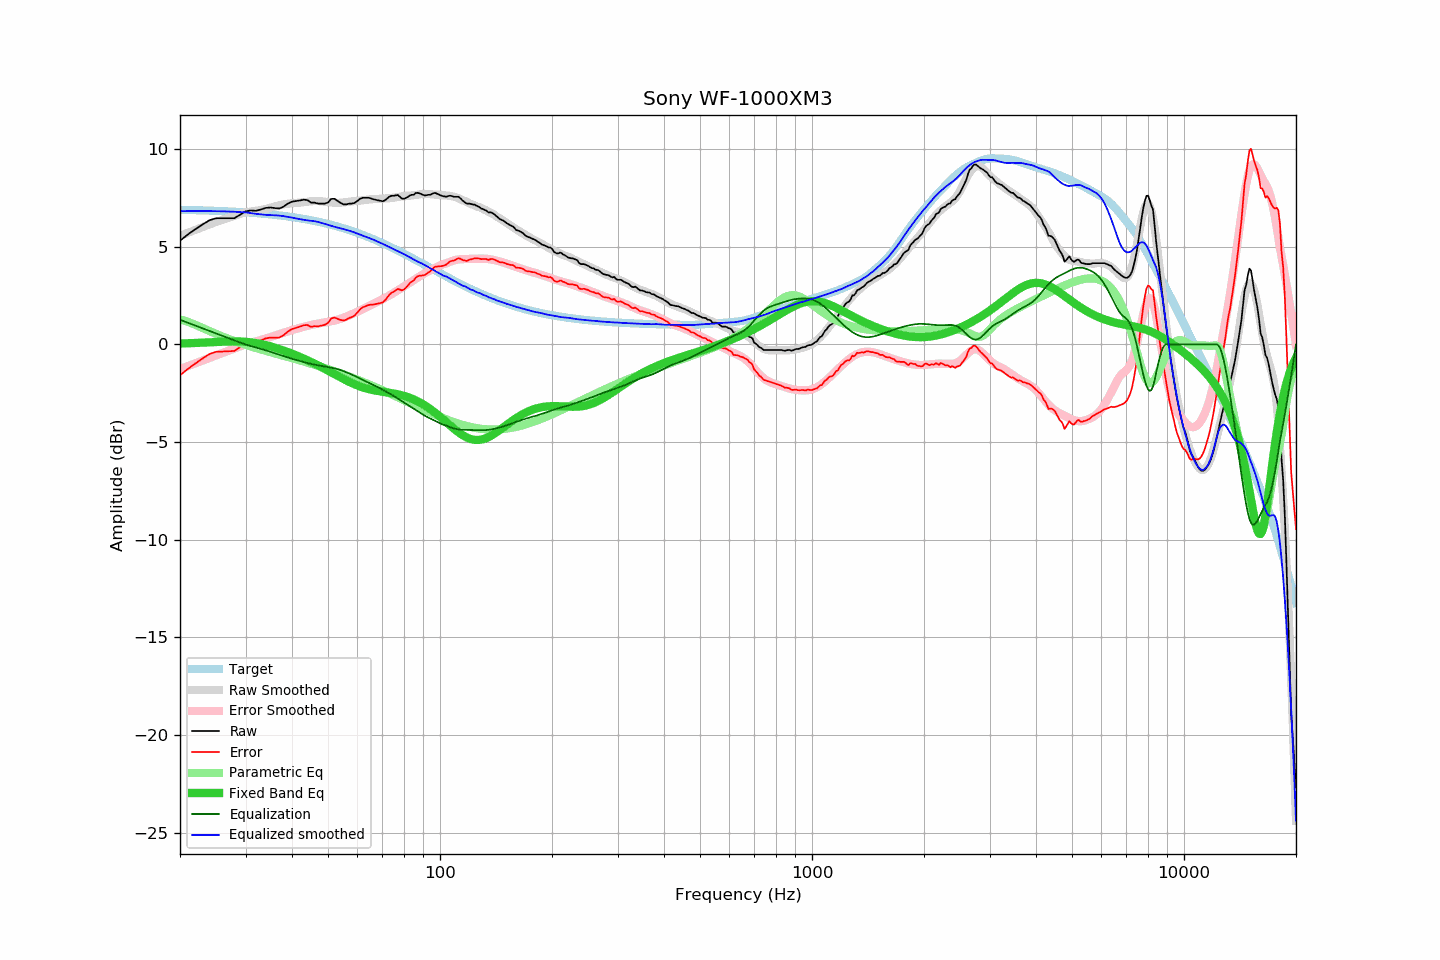 Sony WF-1000XM3
Amplitude (dBr)
10
5
0
−5
−10
−15
−20
−25
Target
Raw Smoothed
Error Smoothed
Raw
Error
Parametric Eq
Fixed Band Eq
Equalization
Equalized smoothed
100
1000
10000
Frequency (Hz)